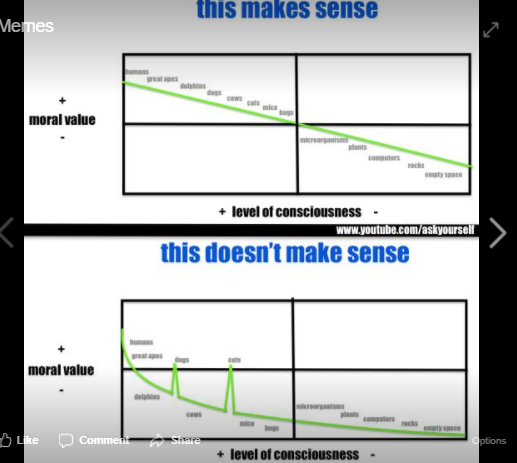 Memes
this makes sense
humans
great apes
dolphins
dogs
cows
cats
mice
bugs
+
moral value
-
microorganisms
plants
computers
rocks
empty space
+ level of consciousness -
www.youtube.com/askyourself
this doesn't make sense
humans
great apes
dogs
cats
+
moral value
-
dolphins
cows
mice
bugs
microorganisms
plants
computers
rocks
empty space
Like
Comment
Share
Options
+ level of consciousness -